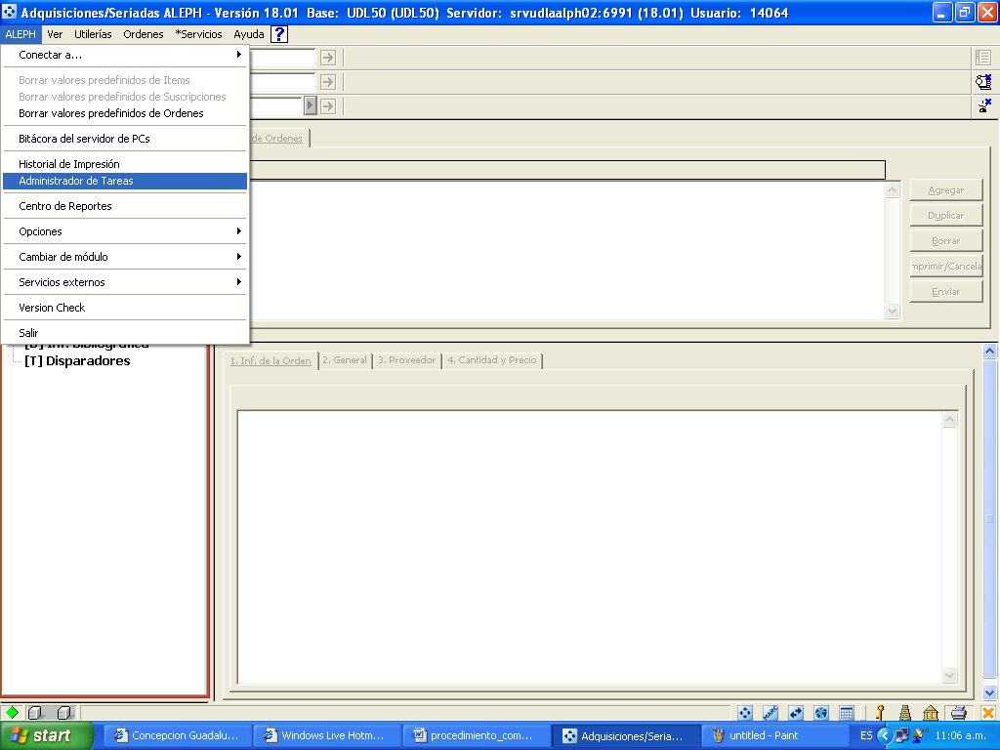 Adquisiciones/Seriadas ALEPH - Versión 18.01 Base: UDL50 (UDL50) Servidor: srvudlaalph02:6991 (18.01) Usuario: 14064
ALEPH Ver Utilerías Ordenes *Servicios Ayuda ?
Conectar a...
Borrar valores predefinidos de Items
Borrar valores predefinidos de Suscripciones
Borrar valores predefinidos de Ordenes
Bitácora del servidor de PCs
Historial de Impresión
Administrador de Tareas
Centro de Reportes
Opciones
Cambiar de módulo
Servicios externos
Version Check
Salir
de Ordenes
Agregar
Duplicar
Borrar
mprimir/Cancela
Enviar
[T] Disparadores
1. Inf. de la Orden 2. General 3. Proveedor 4. Cantidad y Precio
start Concepcion Guadalu... Windows Live Hotm... procedimiento_com... Adquisiciones/Seria... untitled - Paint ES 11:06 a.m.